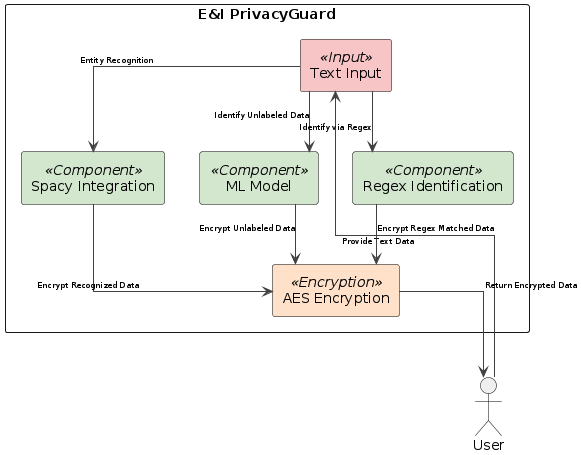 E&I PrivacyGuard
«Input»
Text Input
Entity Recognition
Identify Unlabeled Data
Identify via Regex
«Component»
Spacy Integration
«Component»
ML Model
«Component»
Regex Identification
Encrypt Unlabeled Data
Encrypt Regex Matched Data
Provide Text Data
Encrypt Recognized Data
«Encryption»
AES Encryption
Return Encrypted Data
User